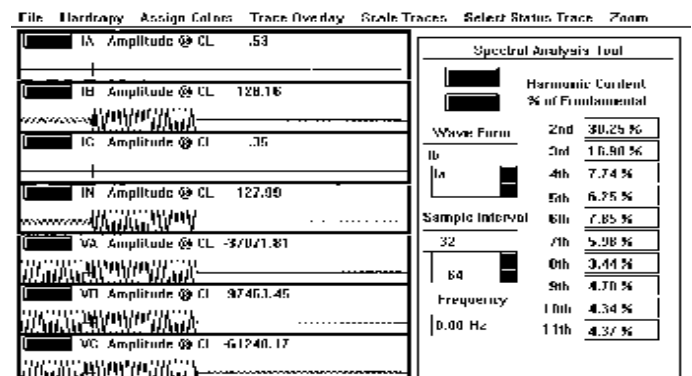 File Hardcopy Assign Colors Trace Overlay Scale Traces Select Status Trace Zoom
IA Amplitude @ CL .53
IB Amplitude @ CL 128.16
IC Amplitude @ CL .35
IN Amplitude @ CL 127.99
VA Amplitude @ CL -37071.81
VB Amplitude @ CL 97453.45
VC Amplitude @ CL -61240.17
Spectral Analysis Tool
Harmonic Content
% of Fundamental
Wave Form
Ib
Ia
Sample Interval
32
64
Frequency
0.00 Hz
2nd 30.25 %
3rd 16.90 %
4th 7.74 %
5th 6.25 %
6th 7.85 %
7th 5.98 %
8th 3.44 %
9th 4.70 %
10th 4.34 %
11th 4.37 %